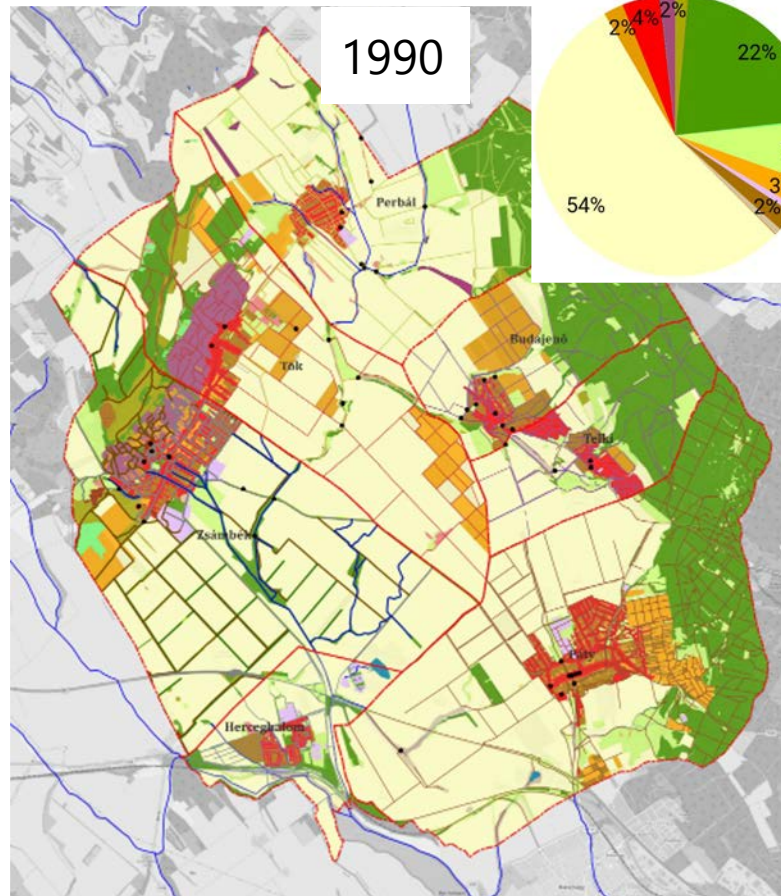 1990
2%
4%
2%
22%
3
2%
54%
Perbál
Budajenő
Tök
Telki
Zsámbék
Páty
Herceghalom